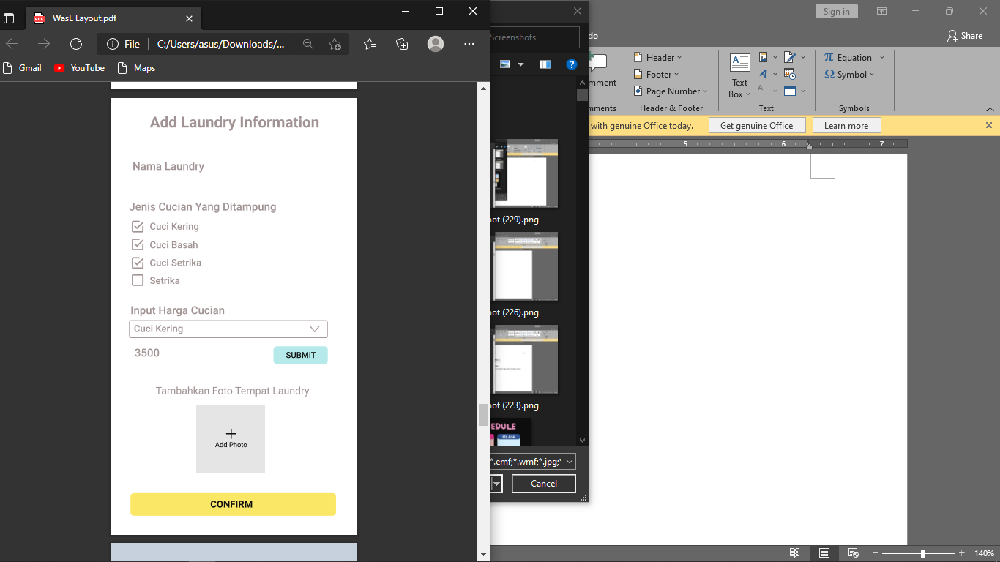 WasL Layout.pdf
File
C:/Users/asus/Downloads/...
Gmail
YouTube
Maps
Add Laundry Information
Nama Laundry
Jenis Cucian Yang Ditampung
Cuci Kering
Cuci Basah
Cuci Setrika
Setrika
Input Harga Cucian
Cuci Kering
3500
SUBMIT
Tambahkan Foto Tempat Laundry
Add Photo
CONFIRM
Screenshots
ot (229).png
ot (226).png
ot (223).png
EDULE
SELASA
*.emf;*.wmf;*.jpg;*
Cancel
Sign in
do
Share
mment
mments
Header
Footer
Page Number
Header & Footer
Text
Box
Text
Equation
Symbol
Symbols
with genuine Office today.
Get genuine Office
Learn more
5
6
7
140%